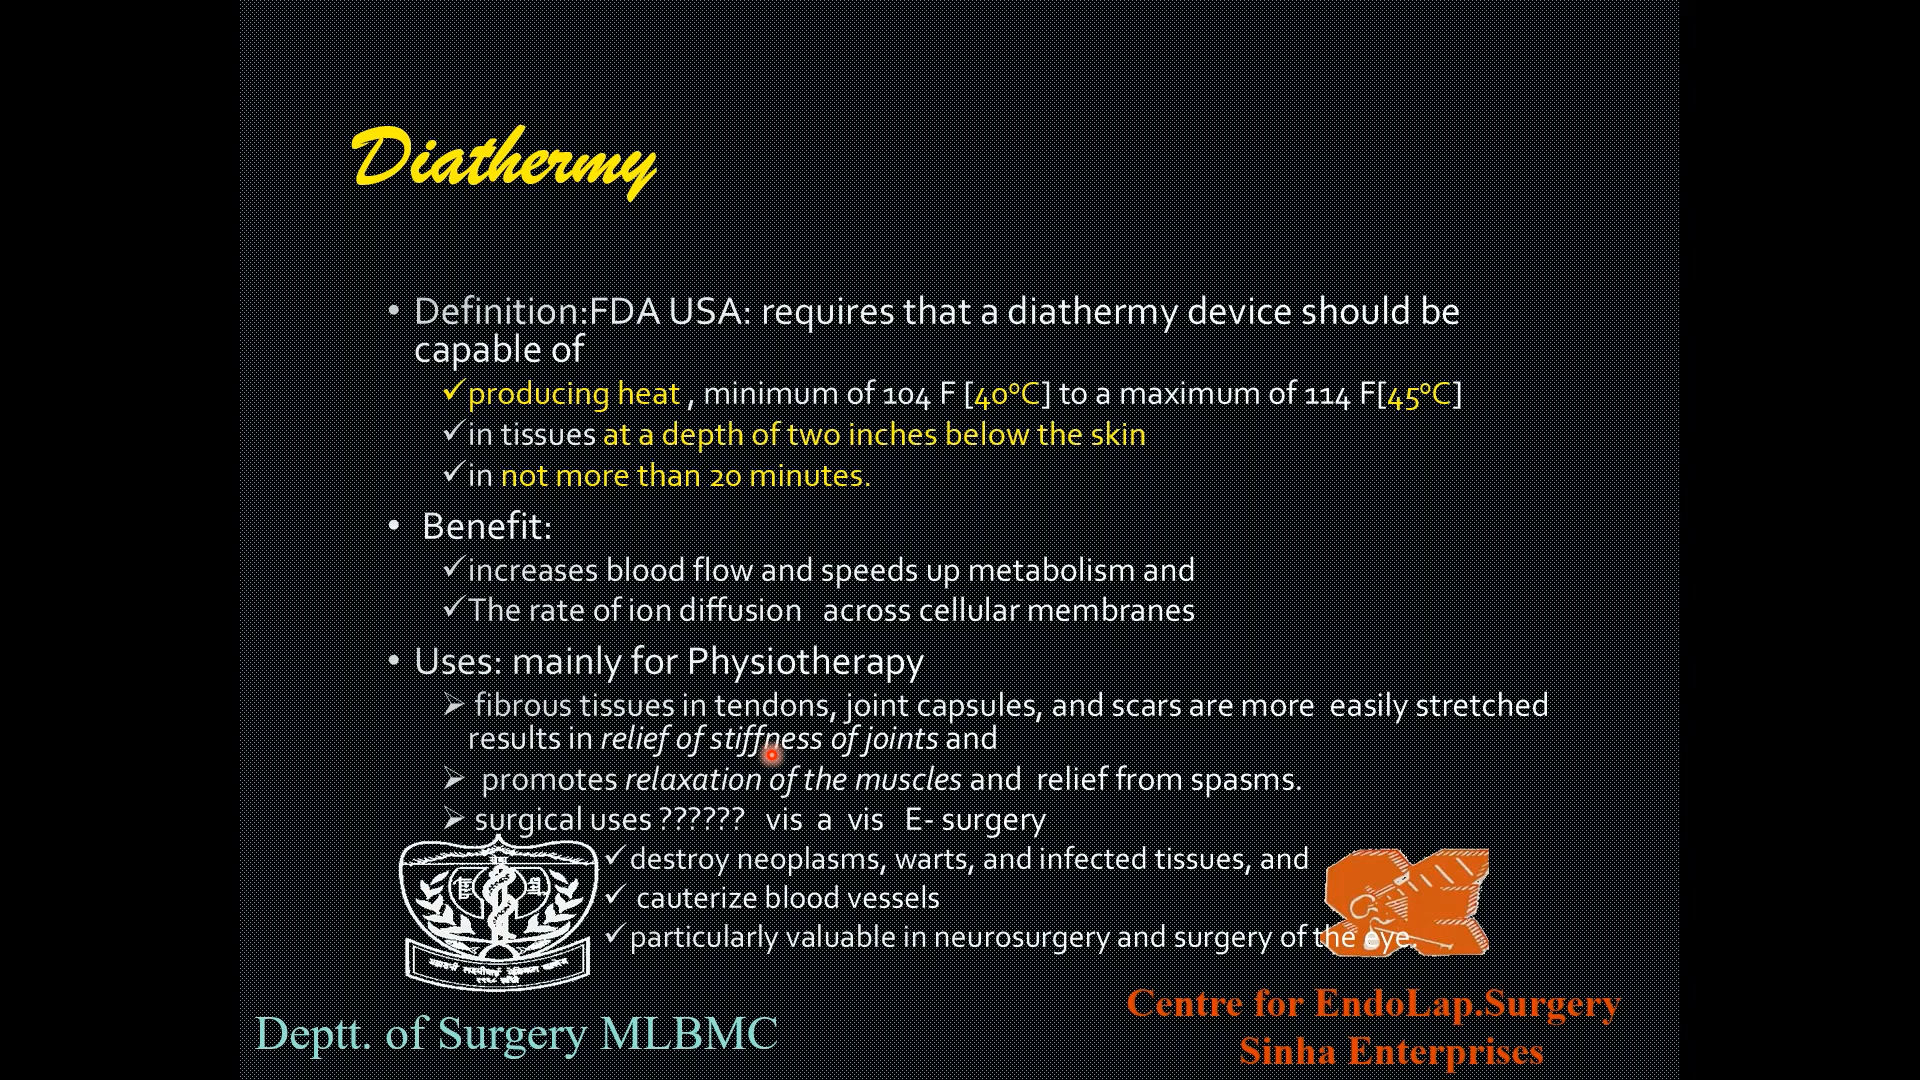 Diathermy
• Definition:FDA USA: requires that a diathermy device should be
capable of
✓producing heat , minimum of 104 F [40°C] to a maximum of 114 F[45°C]
✓in tissues at a depth of two inches below the skin
✓in not more than 20 minutes.
• Benefit:
✓increases blood flow and speeds up metabolism and
✓The rate of ion diffusion across cellular membranes
• Uses: mainly for Physiotherapy
➢ fibrous tissues in tendons, joint capsules, and scars are more easily stretched
results in relief of stiffness of joints and
➢ promotes relaxation of the muscles and relief from spasms.
➢ surgical uses ?????? vis a vis E- surgery
✓destroy neoplasms, warts, and infected tissues, and
✓ cauterize blood vessels
✓particularly valuable in neurosurgery and surgery of the eye.
Deptt. of Surgery MLBMC
Centre for EndoLap.Surgery
Sinha Enterprises